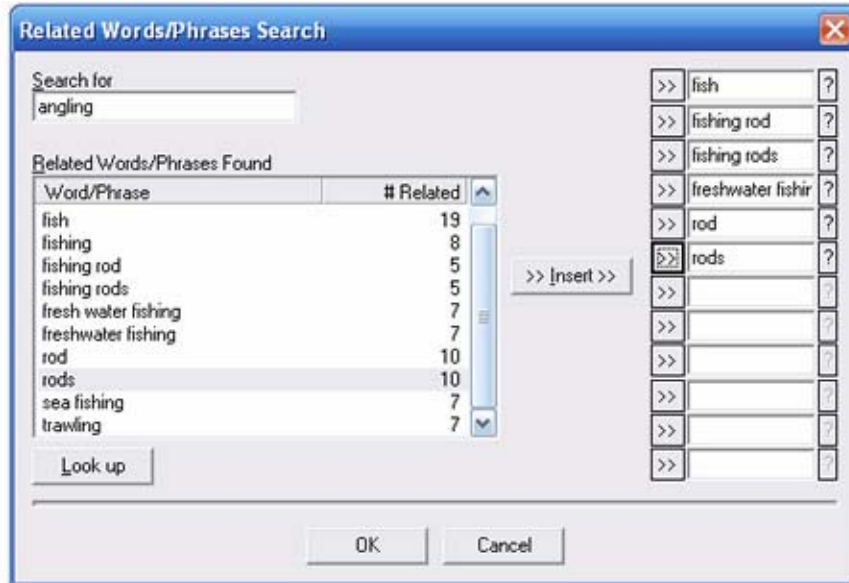 Related Words/Phrases Search
Search for
angling
Related Words/Phrases Found
Word/Phrase # Related
fish 19
fishing 8
fishing rod 5
fishing rods 5
fresh water fishing 7
freshwater fishing 7
rod 10
rods 10
sea fishing 7
trawling 7
Look up
>> Insert >>
>> fish ?
>> fishing rod ?
>> fishing rods ?
>> freshwater fishir ?
>> rod ?
>> rods ?
>> ?
>> ?
>> ?
>> ?
>> ?
>> ?
OK Cancel